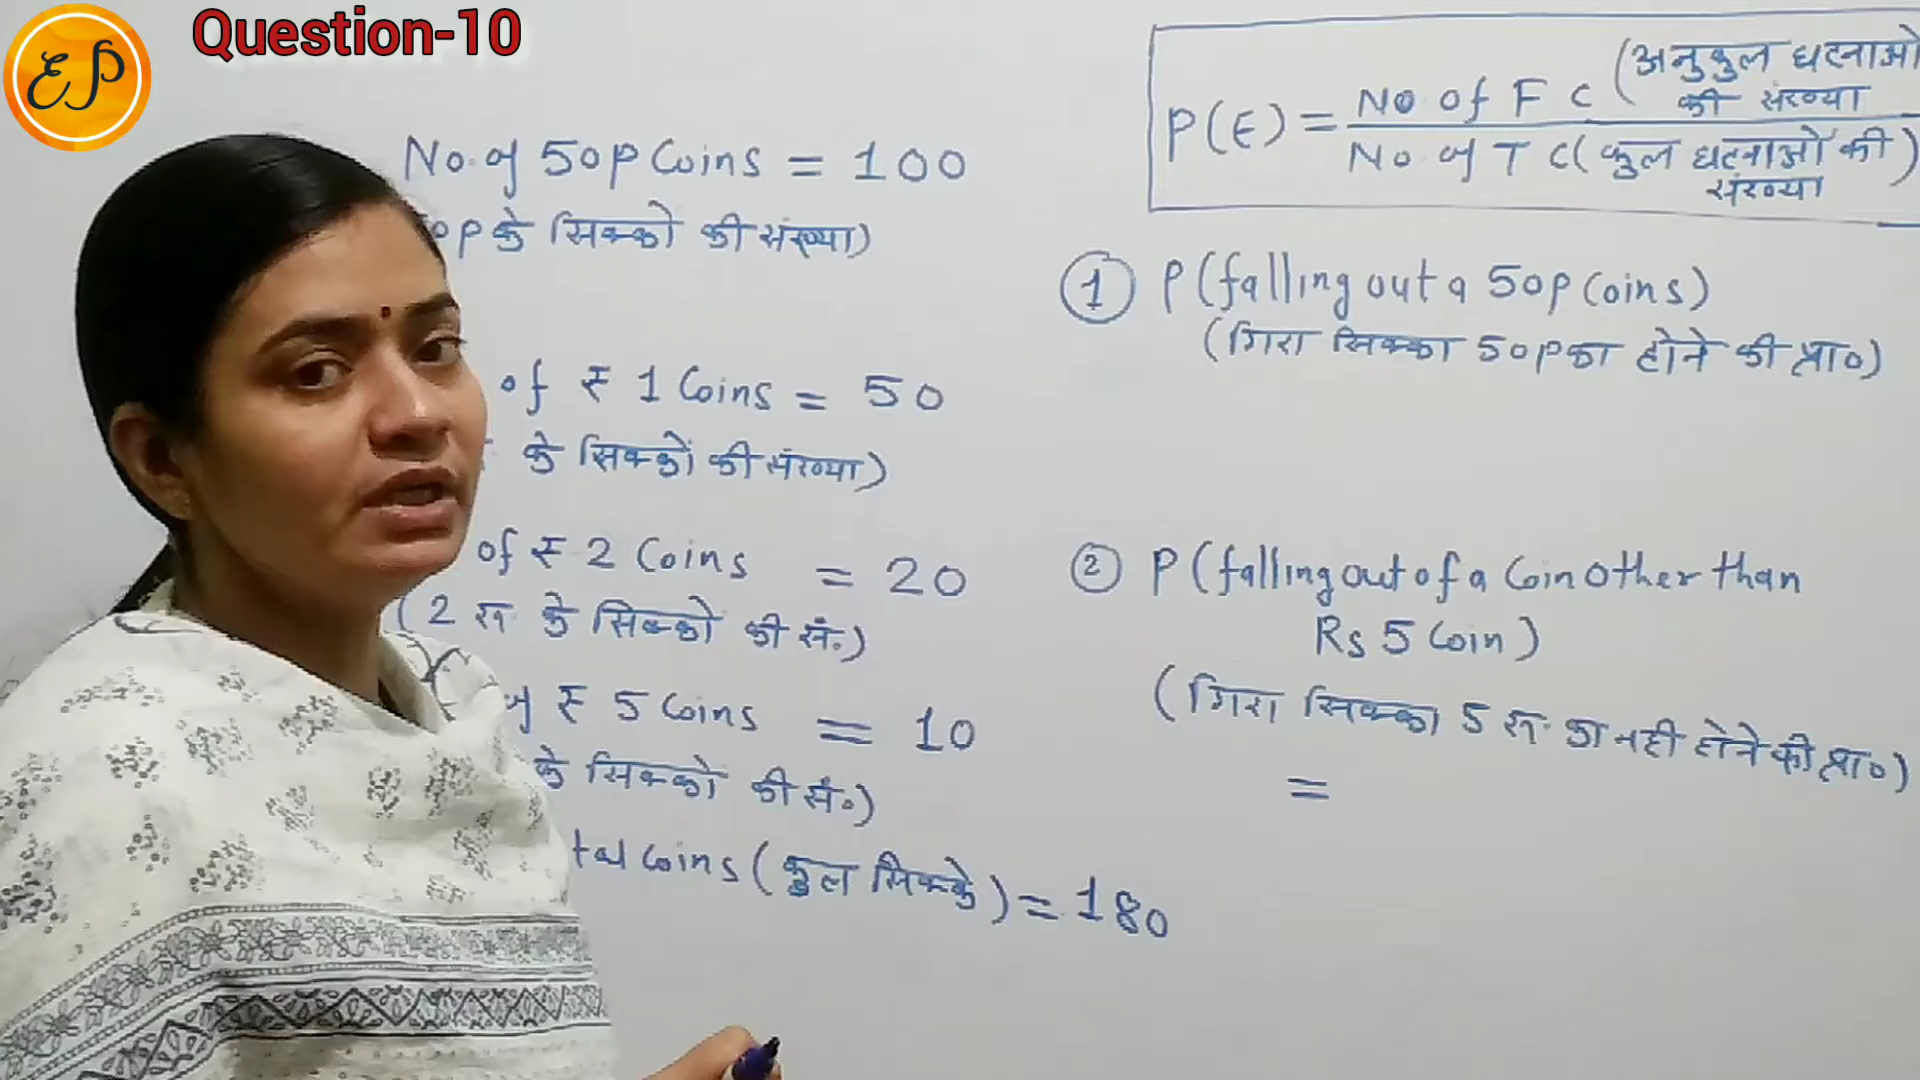 EP
Question-10
No. of 50p Coins = 100
p के सिक्को की संख्या)
of ₹ 1 Coins = 50
के सिक्कों की संख्या)
of ₹ 2 Coins = 20
(2 रू के सिक्को की सं.)
₹ 5 Coins = 10
के सिक्को की सं०)
tal Coins (कुल सिक्के) = 180
P(E) = No of F C (अनुकुल घटनाओ की संख्या
No. of T C (कुल घटनाओं की संख्या)
1 P(falling out a 50p Coins)
(गिरा सिक्का 50p का होने की प्रा०)
2 P(falling out of a Coin Other than
Rs 5 Coin)
(गिरा सिक्का 5 रू. का नही होने की प्रा०)
=